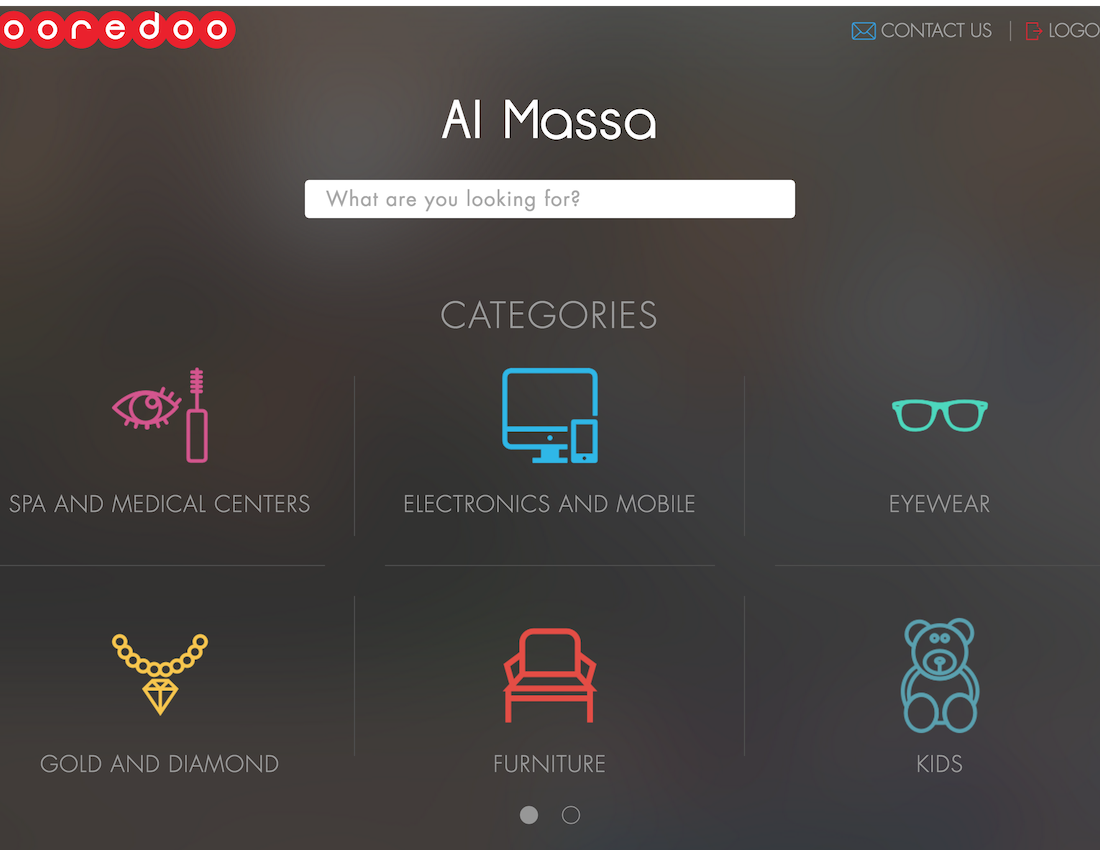 ooredoo
CONTACT US | LOGO
Al Massa
What are you looking for?
CATEGORIES
SPA AND MEDICAL CENTERS
ELECTRONICS AND MOBILE
EYEWEAR
GOLD AND DIAMOND
FURNITURE
KIDS